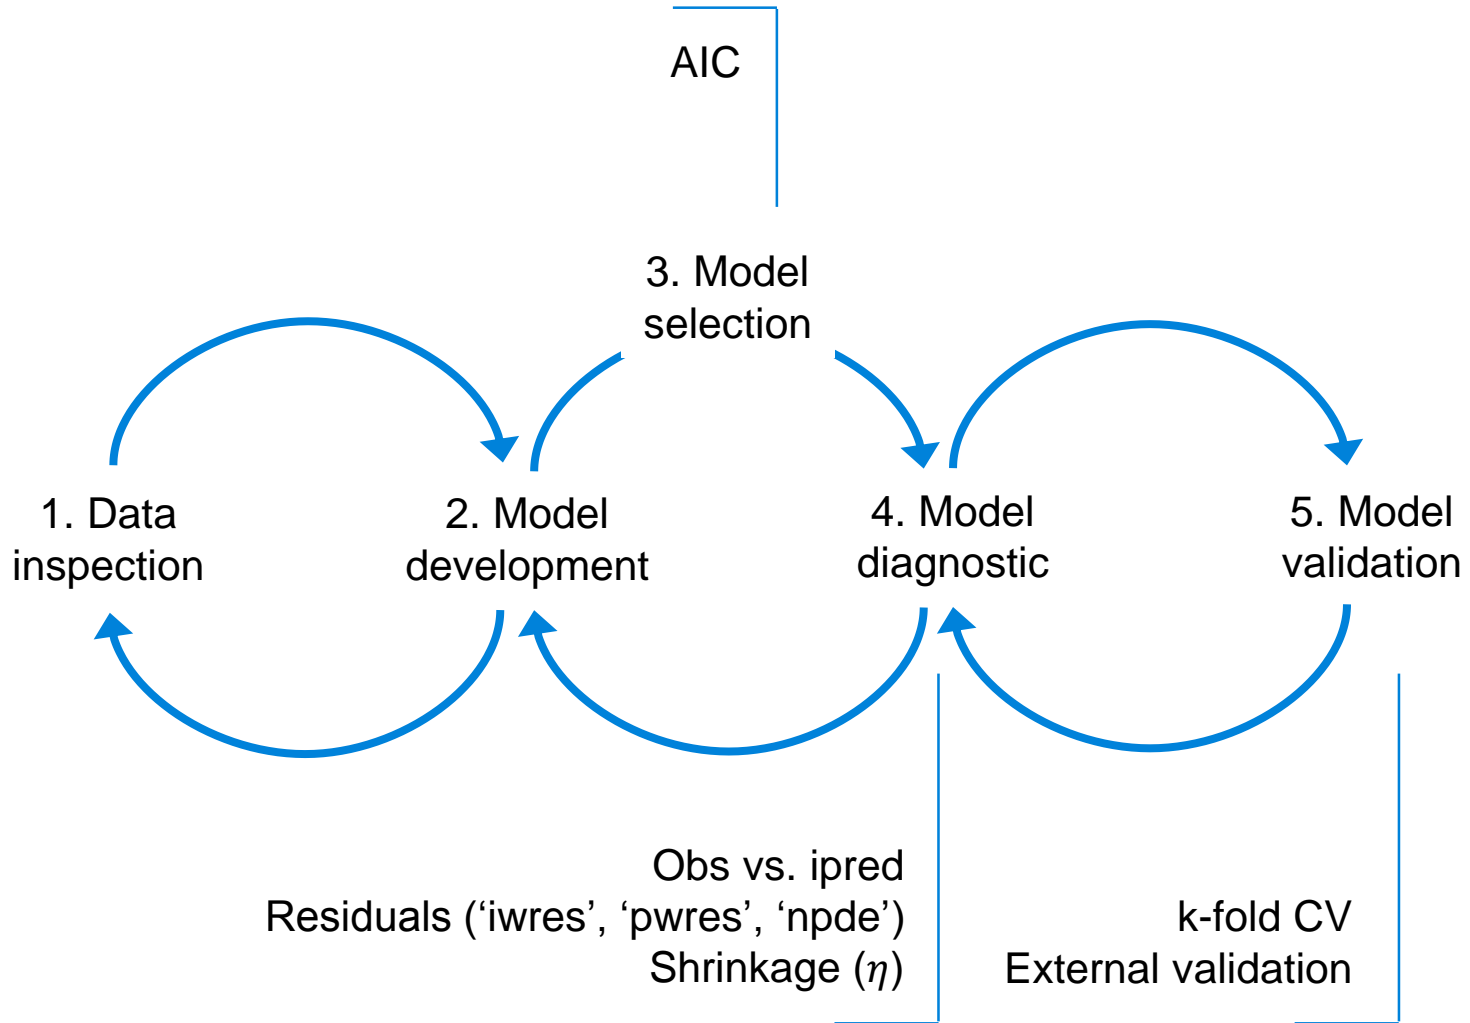 AIC
3. Model
selection
1. Data
inspection
2. Model
development
4. Model
diagnostic
5. Model
validation
Obs vs. ipred
Residuals (‘iwres’, ‘pwres’, ‘npde’)
Shrinkage (η)
k-fold CV
External validation